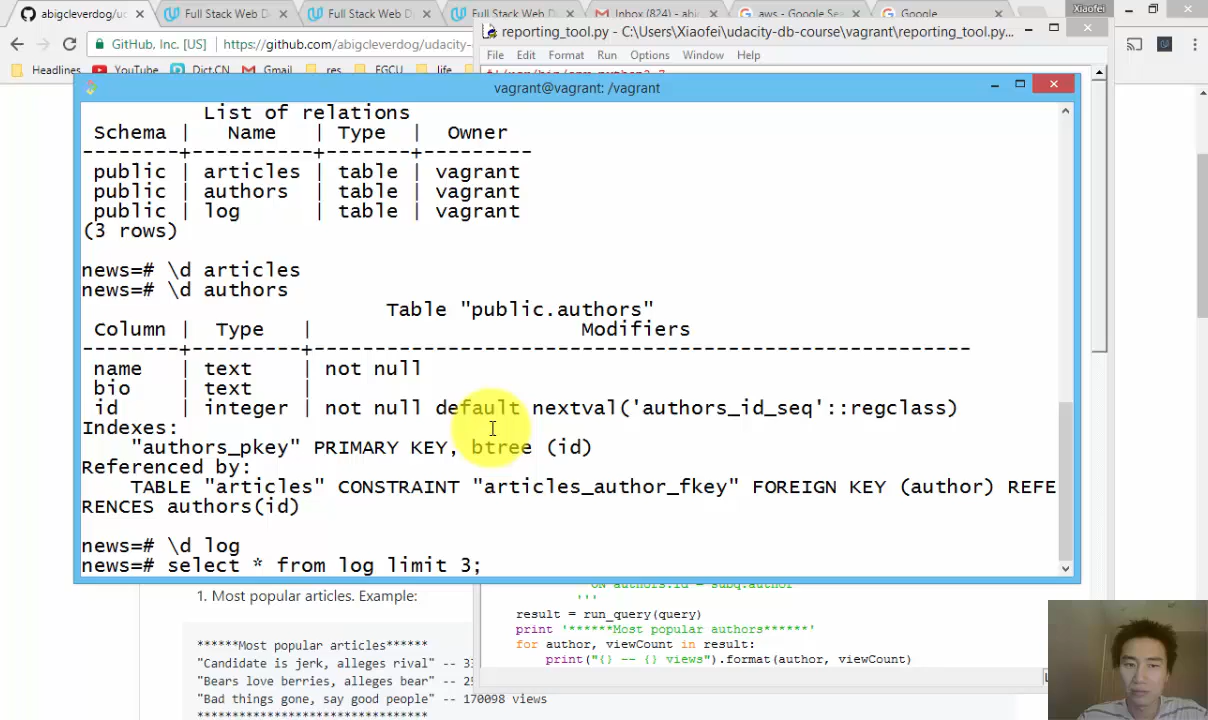 abigcleverdog/udacit
Full Stack Web D
Full Stack Web D
Full Stack Web D
Inbox (824) - abi
aws - Google Se
Google
Xiaofei
GitHub, Inc. [US]
https://github.com/abigcleverdog/udacity-
Headlines
YouTube
Dict.CN
Gmail
res
FGCU
life
reporting_tool.py - C:\Users\Xiaofei\udacity-db-course\vagrant\reporting_tool.py...
File Edit Format Run Options Window Help
vagrant@vagrant: /vagrant
List of relations
Schema | Name | Type | Owner
--------+----------+-------+---------
public | articles | table | vagrant
public | authors | table | vagrant
public | log | table | vagrant
(3 rows)
news=# \d articles
news=# \d authors
Table "public.authors"
Column | Type | Modifiers
--------+---------+------------------------------------------------------
name | text | not null
bio | text |
id | integer | not null default nextval('authors_id_seq'::regclass)
Indexes:
"authors_pkey" PRIMARY KEY, btree (id)
Referenced by:
TABLE "articles" CONSTRAINT "articles_author_fkey" FOREIGN KEY (author) REFE
RENCES authors(id)
news=# \d log
news=# select * from log limit 3;
ON authors.id = subq.author
'''
result = run_query(query)
print '******Most popular authors******'
for author, viewCount in result:
print("{} -- {} views").format(author, viewCount)
1. Most popular articles. Example:
******Most popular articles******
"Candidate is jerk, alleges rival" -- 33
"Bears love berries, alleges bear" -- 25
"Bad things gone, say good people" -- 170098 views
*********************************